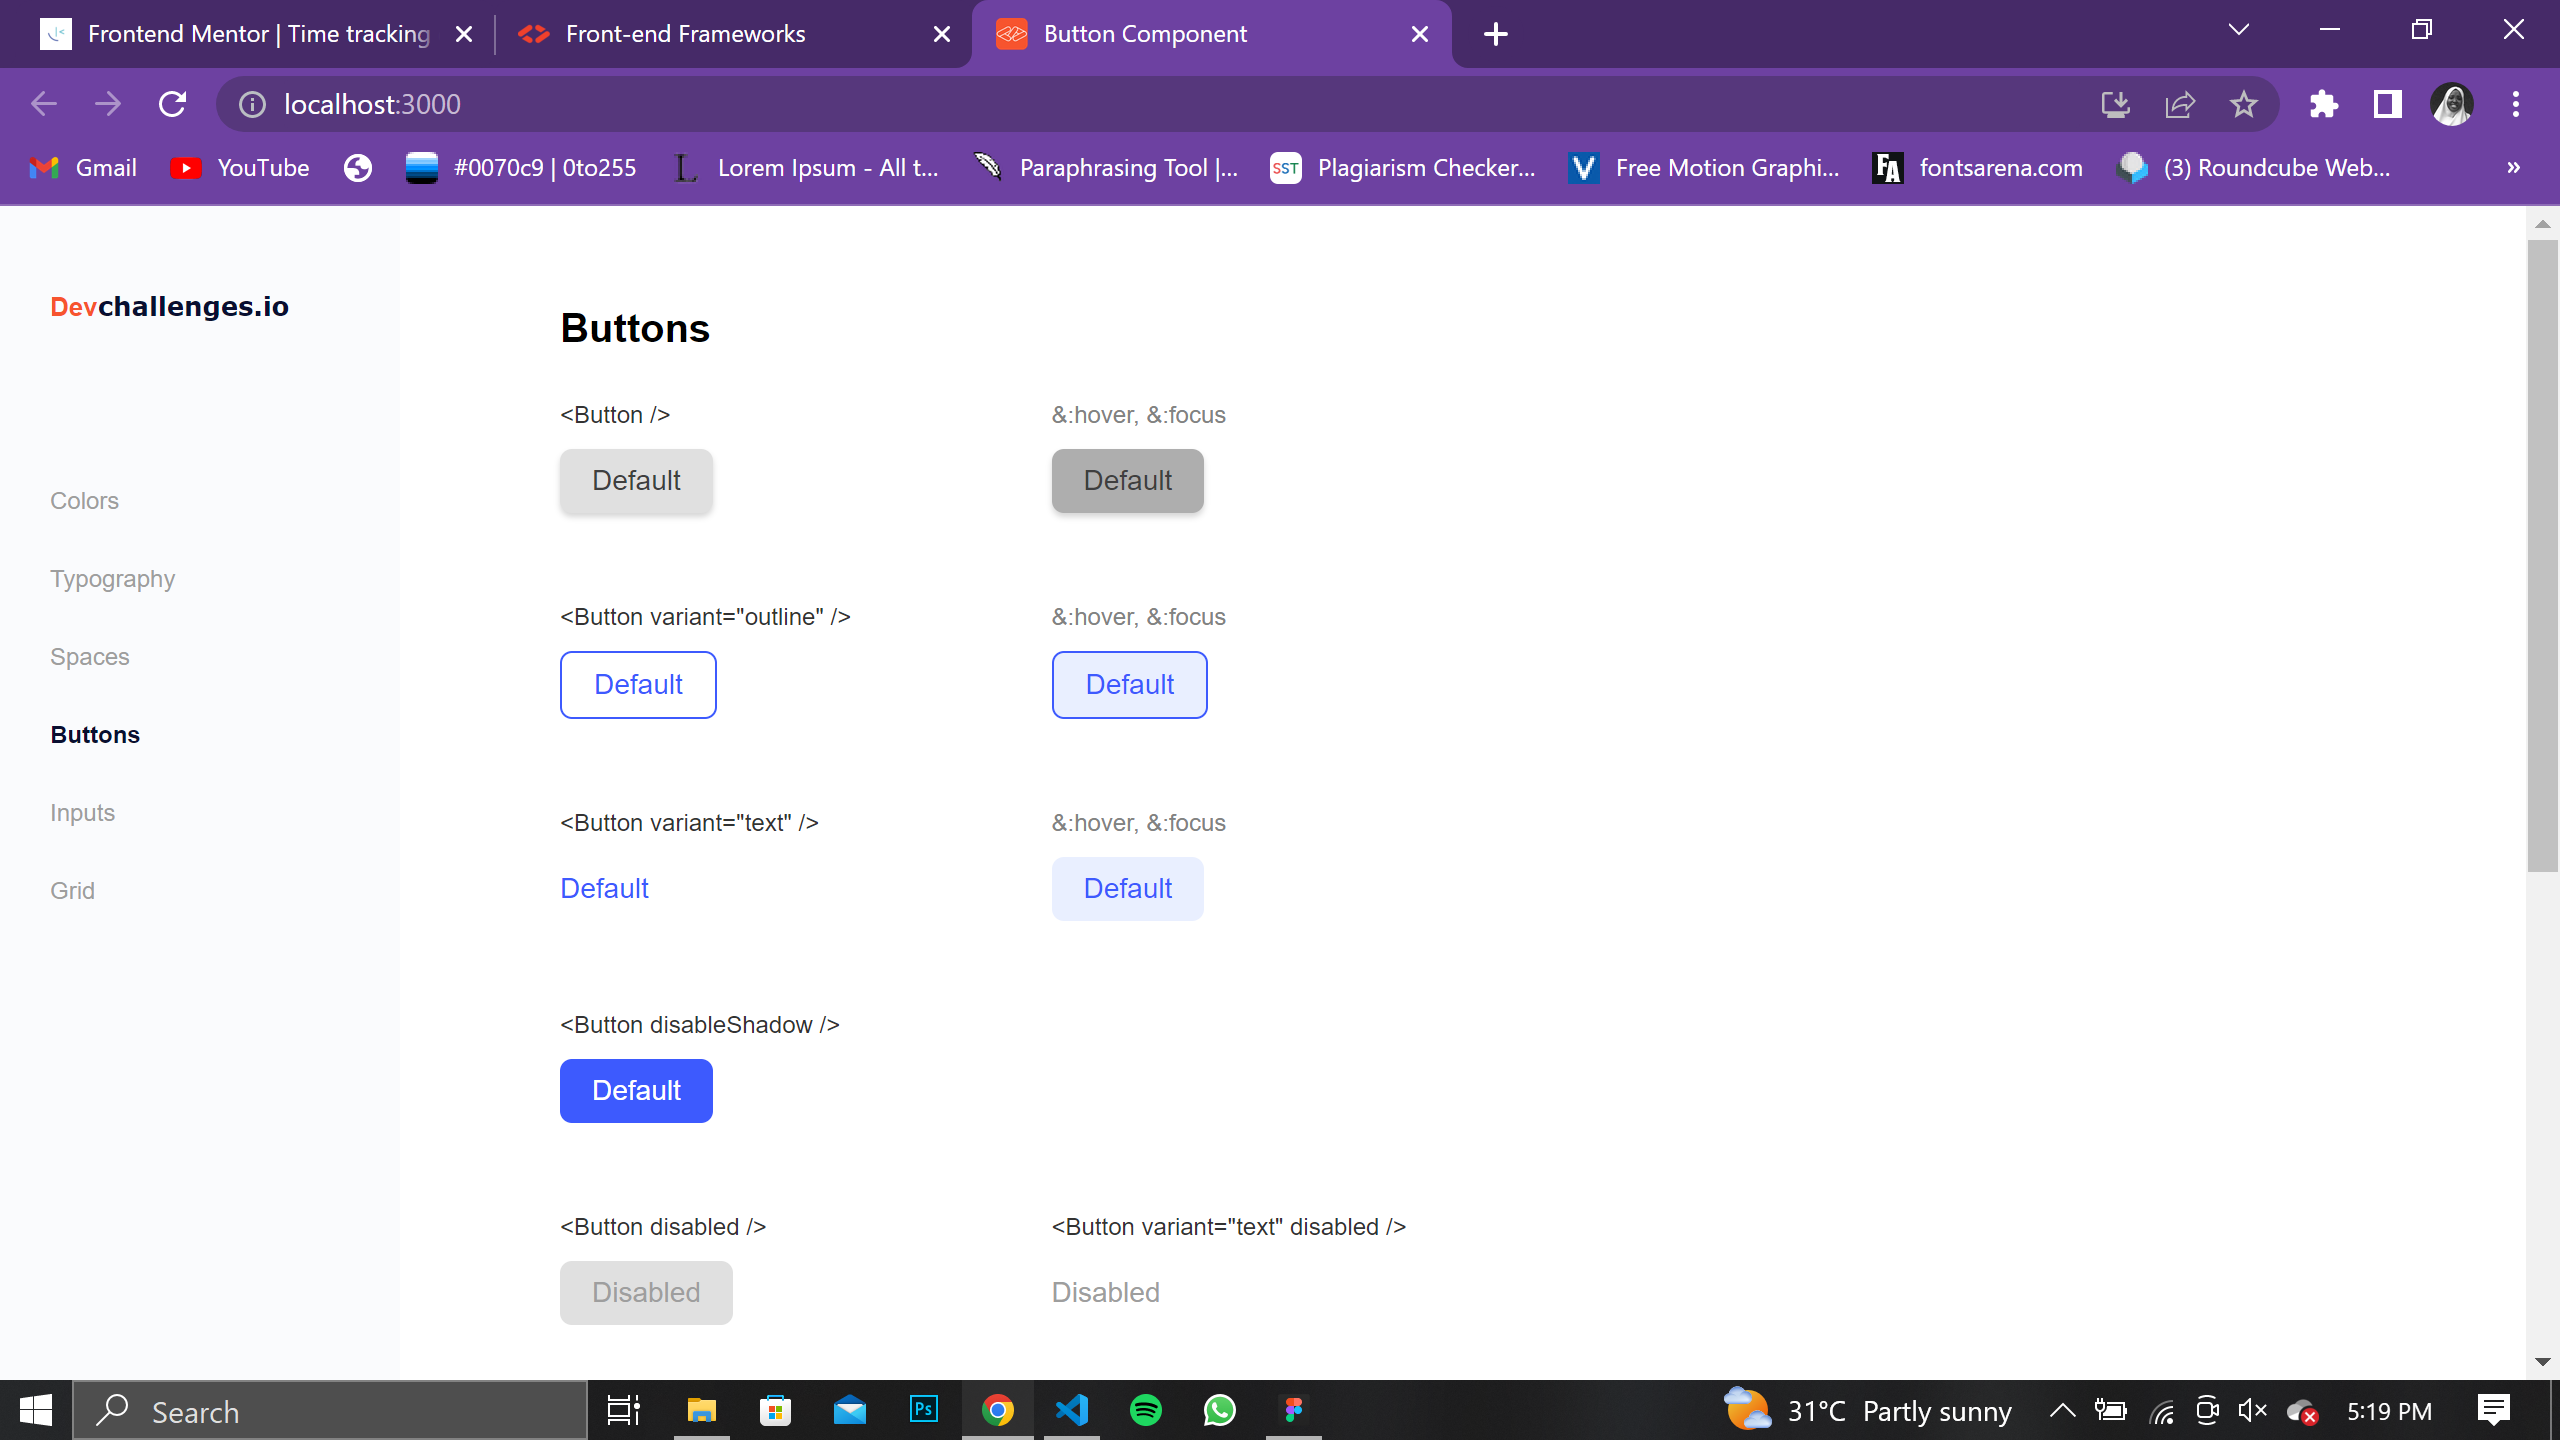 Frontend Mentor | Time tracking
Front-end Frameworks
Button Component
localhost:3000
Gmail
YouTube
#0070c9 | 0to255
Lorem Ipsum - All t...
Paraphrasing Tool |...
SST
Plagiarism Checker...
Free Motion Graphi...
FA
fontsarena.com
(3) Roundcube Web...
»
Devchallenges.io
Colors
Typography
Spaces
Buttons
Inputs
Grid
Buttons
<Button />
&:hover, &:focus
Default
Default
<Button variant="outline" />
&:hover, &:focus
Default
Default
<Button variant="text" />
&:hover, &:focus
Default
Default
<Button disableShadow />
Default
<Button disabled />
<Button variant="text" disabled />
Disabled
Disabled
Search
Ps
31°C Partly sunny
5:19 PM